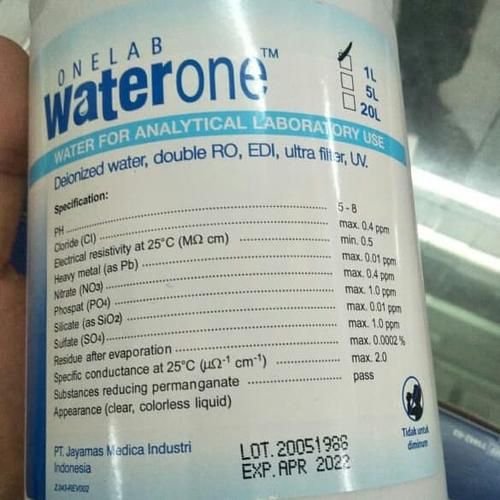 ONELAB
Waterone™
1L
5L
20L
WATER FOR ANALYTICAL LABORATORY USE
Deionized water, double RO, EDI, ultra filter, UV.
Specification:
PH 5 - 8
Cloride (Cl) max. 0.4 ppm
Electrical resistivity at 25°C (MΩ cm) min. 0.5
Heavy metal (as Pb) max. 0.01 ppm
Nitrate (NO3) max. 0.4 ppm
Phospat (PO4) max. 1.0 ppm
Silicate (as SiO2) max. 0.01 ppm
Sulfate (SO4) max. 1.0 ppm
Residue after evaporation max. 0.0002 %
Specific conductance at 25°C (µΩ⁻¹ cm⁻¹) max. 2.0
Substances reducing permanganate pass
Appearance (clear, colorless liquid)
PT. Jayamas Medica Industri
Indonesia
Z.043-REV002
LOT.20051986
EXP.APR 2022
Tidak untuk
diminum